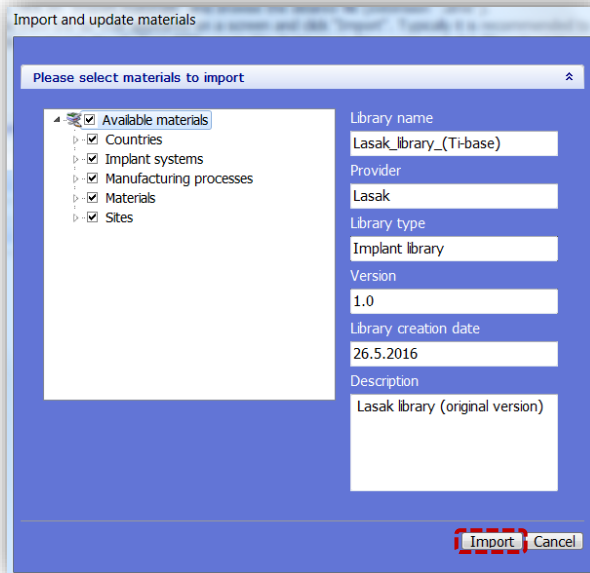 Import and update materials
Please select materials to import
Available materials
Countries
Implant systems
Manufacturing processes
Materials
Sites
Library name
Lasak_library_(Ti-base)
Provider
Lasak
Library type
Implant library
Version
1.0
Library creation date
26.5.2016
Description
Lasak library (original version)
Import
Cancel